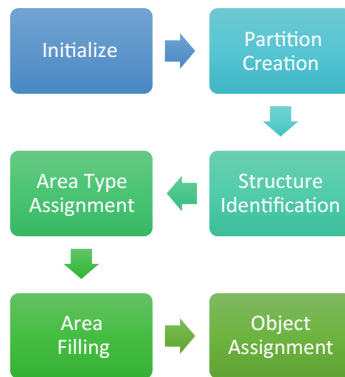 Initialize
Partition
Creation
Structure
Identification
Area Type
Assignment
Area
Filling
Object
Assignment